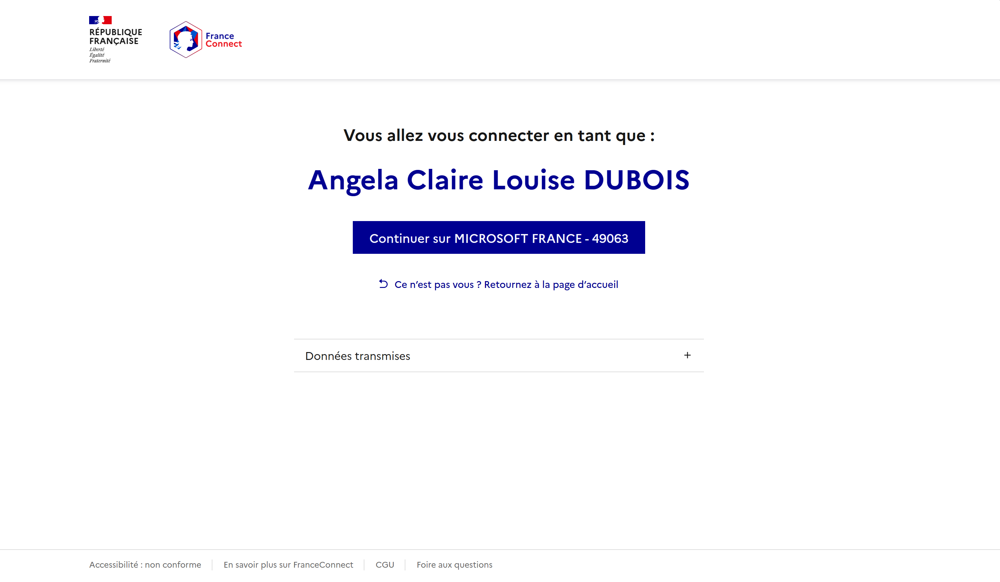 RÉPUBLIQUE
FRANÇAISE
Liberté
Égalité
Fraternité
France
Connect
Vous allez vous connecter en tant que :
Angela Claire Louise DUBOIS
Continuer sur MICROSOFT FRANCE - 49063
Ce n’est pas vous ? Retournez à la page d’accueil
Données transmises
Accessibilité : non conforme
En savoir plus sur FranceConnect
CGU
Foire aux questions